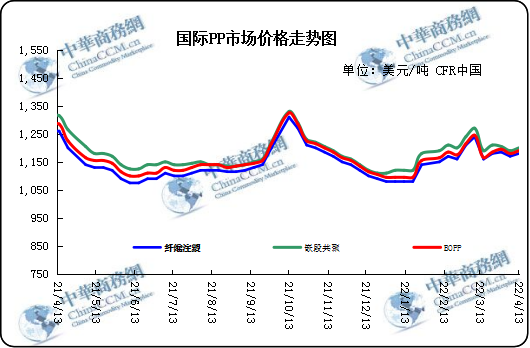 国际PP市场价格走势图
单位：美元/吨 CFR中国
1,550
1,450
1,350
1,250
1,150
1,050
950
850
750
纤维注塑
嵌段共聚
BOPP
21/4/13
21/5/13
21/6/13
21/7/13
21/8/13
21/9/13
21/10/13
21/11/13
21/12/13
22/1/13
22/2/13
22/3/13
22/4/13
中華商務網
ChinaCCM.com
China Commodity Marketplace